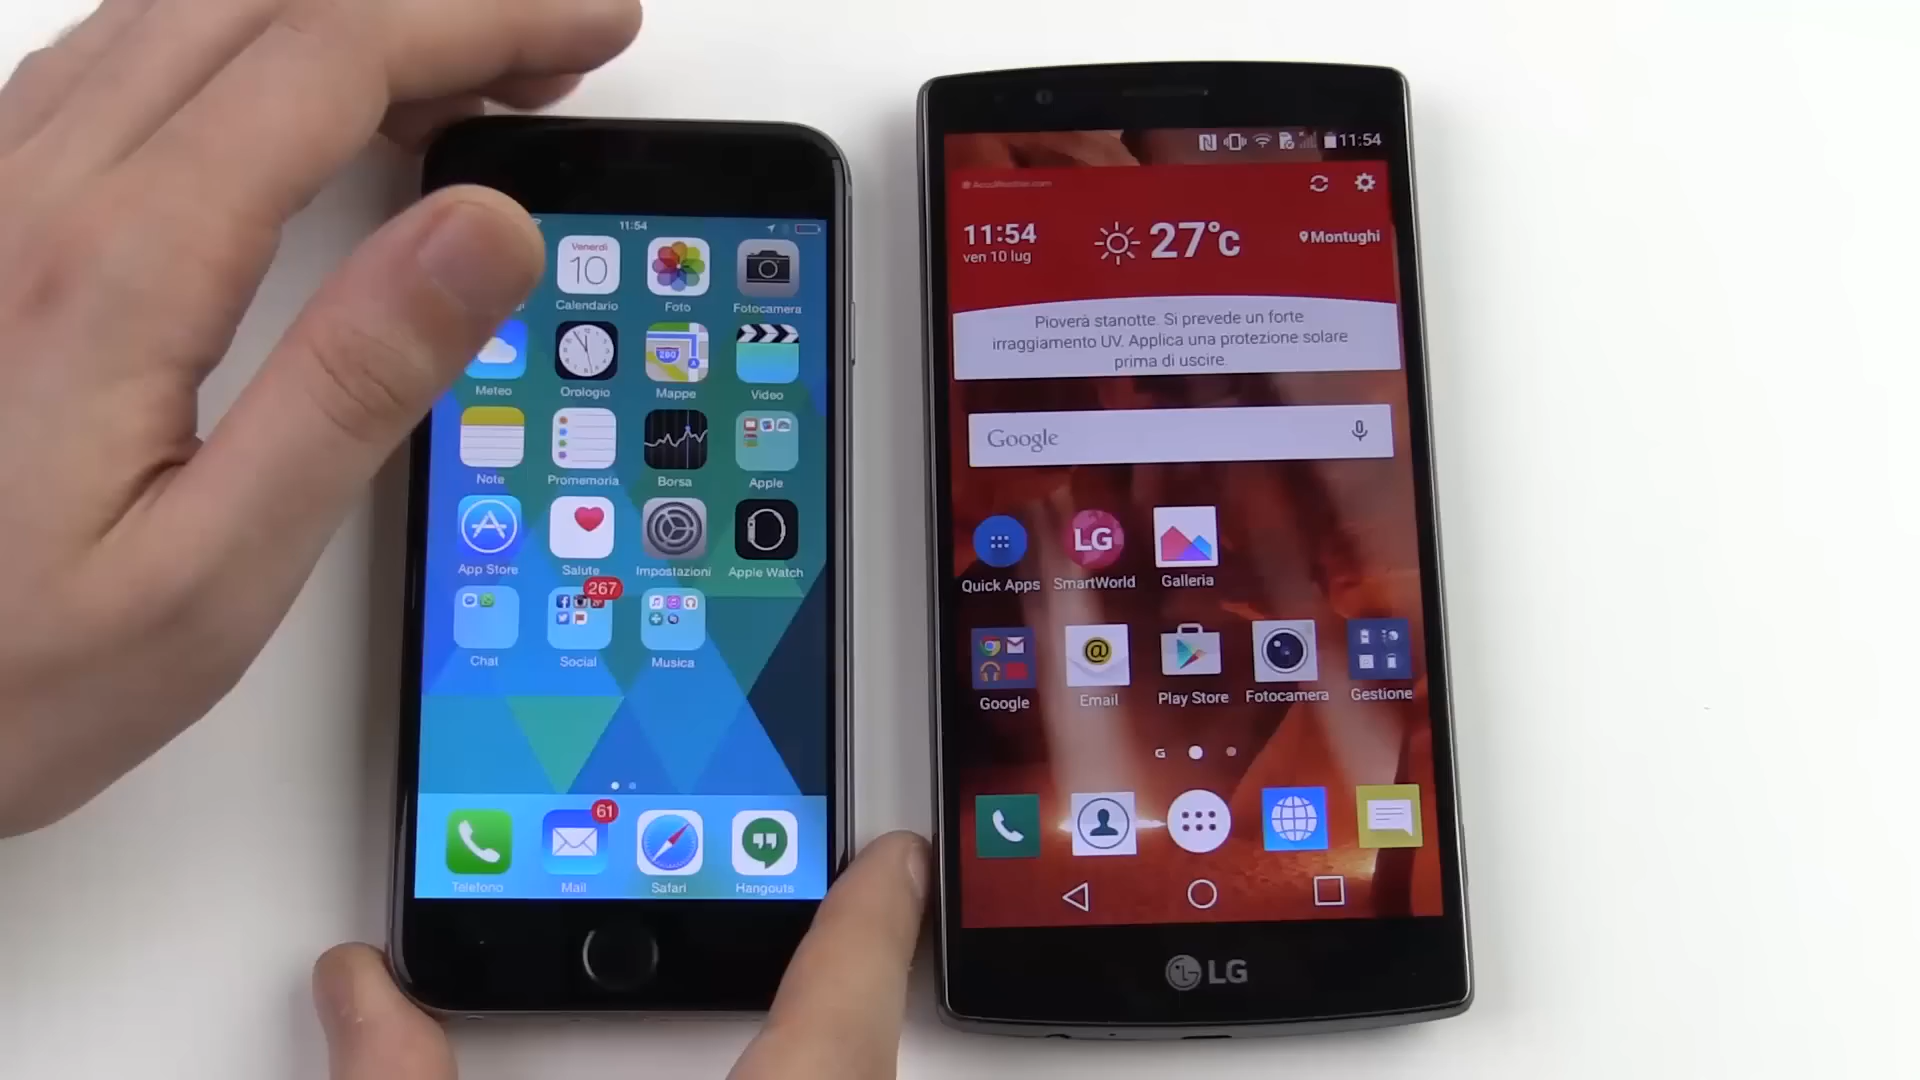 11:54
Venerdì
10
Calendario
Foto
Fotocamera
Meteo
Orologio
280
Mappe
Video
Note
Promemoria
Borsa
Apple
App Store
Salute
Impostazioni
Apple Watch
267
Chat
Social
Musica
61
Telefono
Mail
Safari
Hangouts
11:54
AccuWeather.com
11:54
ven 10 lug
27°C
Montughi
Pioverà stanotte. Si prevede un forte
irraggiamento UV. Applica una protezione solare
prima di uscire.
Google
LG
Quick Apps
SmartWorld
Galleria
@
Google
Email
Play Store
Fotocamera
Gestione
G
LG